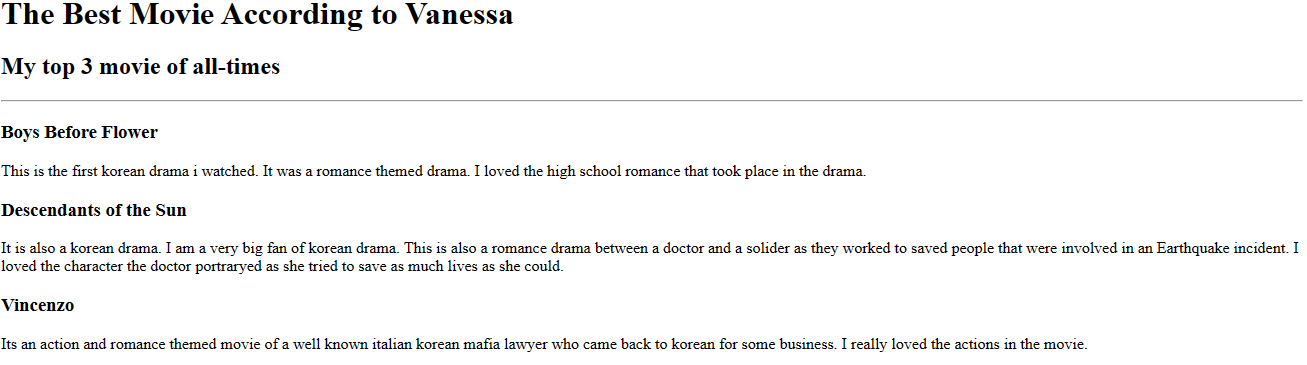 The Best Movie According to Vanessa
My top 3 movie of all-times
Boys Before Flower
This is the first korean drama i watched. It was a romance themed drama. I loved the high school romance that took place in the drama.
Descendants of the Sun
It is also a korean drama. I am a very big fan of korean drama. This is also a romance drama between a doctor and a solider as they worked to saved people that were involved in an Earthquake incident. I
loved the character the doctor portraryed as she tried to save as much lives as she could.
Vincenzo
Its an action and romance themed movie of a well known italian korean mafia lawyer who came back to korean for some business. I really loved the actions in the movie.